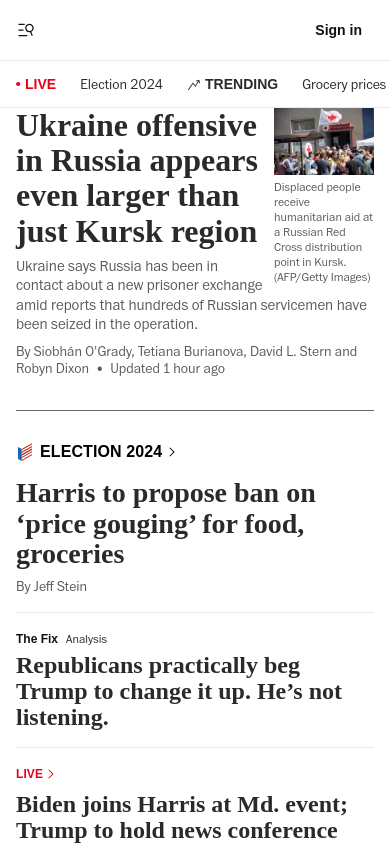 Sign in
LIVE
Election 2024
TRENDING
Grocery prices
Ukraine offensive
in Russia appears
even larger than
just Kursk region
Displaced people
receive
humanitarian aid at
a Russian Red
Cross distribution
point in Kursk.
(AFP/Getty Images)
Ukraine says Russia has been in
contact about a new prisoner exchange
amid reports that hundreds of Russian servicemen have
been seized in the operation.
By Siobhán O'Grady, Tetiana Burianova, David L. Stern and
Robyn Dixon • Updated 1 hour ago
ELECTION 2024
Harris to propose ban on
‘price gouging’ for food,
groceries
By Jeff Stein
The Fix Analysis
Republicans practically beg
Trump to change it up. He’s not
listening.
LIVE
Biden joins Harris at Md. event;
Trump to hold news conference